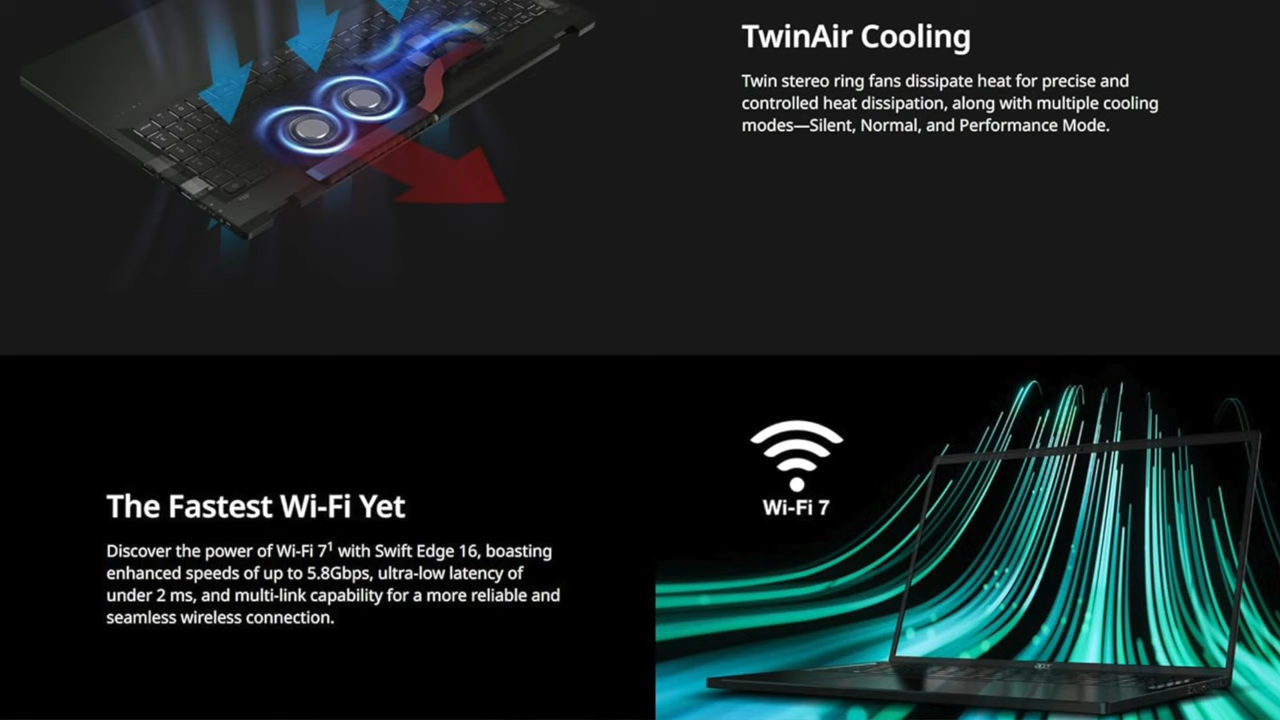 TwinAir Cooling
Twin stereo ring fans dissipate heat for precise and
controlled heat dissipation, along with multiple cooling
modes—Silent, Normal, and Performance Mode.
The Fastest Wi-Fi Yet
Discover the power of Wi-Fi 7¹ with Swift Edge 16, boasting
enhanced speeds of up to 5.8Gbps, ultra-low latency of
under 2 ms, and multi-link capability for a more reliable and
seamless wireless connection.
Wi-Fi 7
acer